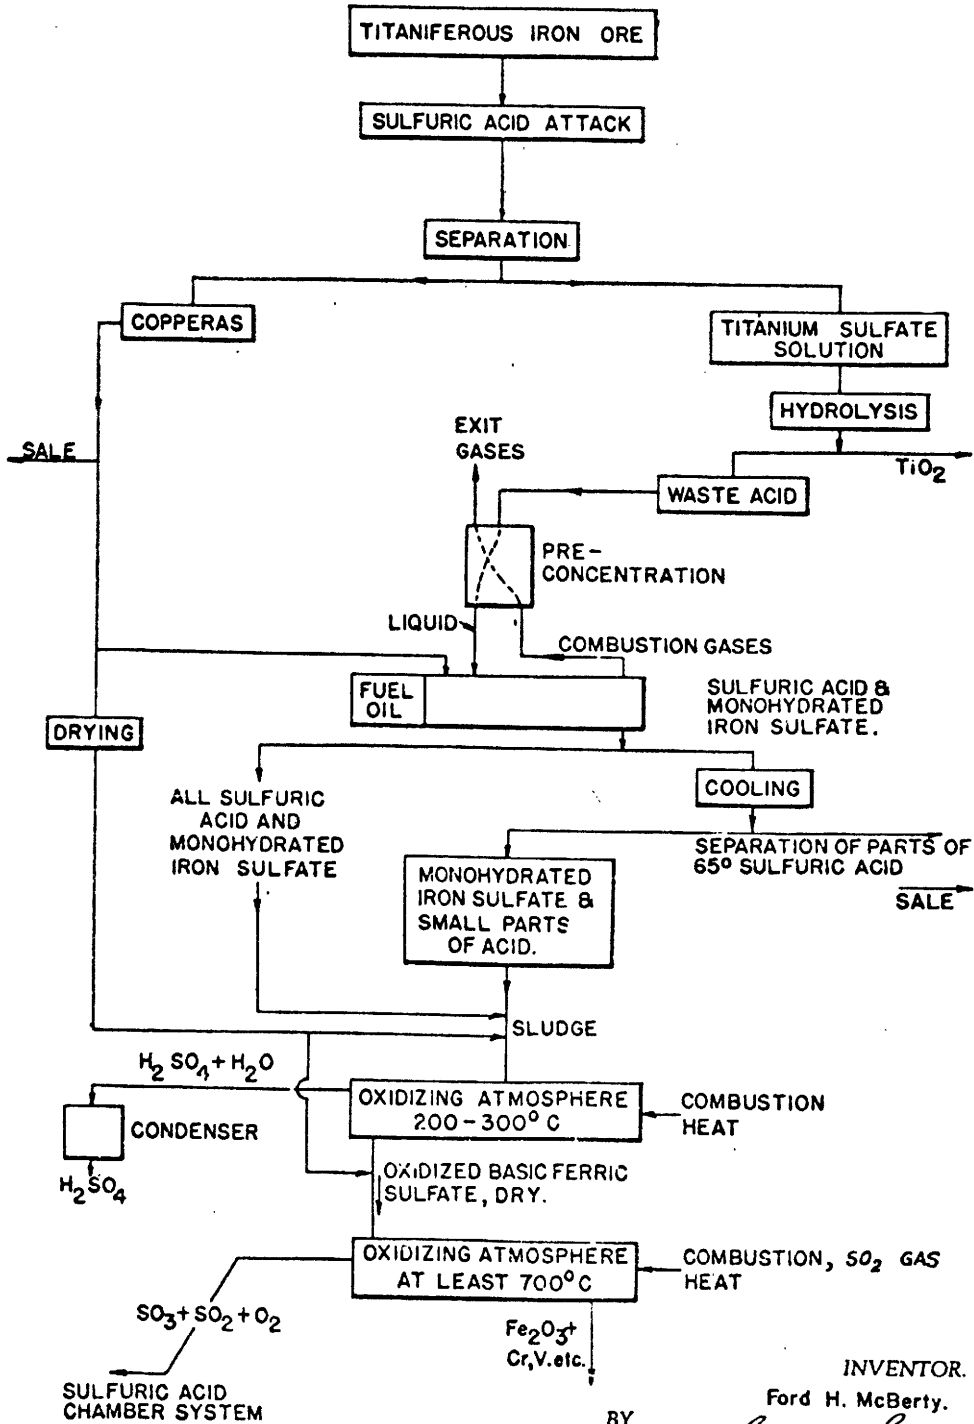 TITANIFEROUS IRON ORE
SULFURIC ACID ATTACK
SEPARATION
COPPERAS
TITANIUM SULFATE
SOLUTION
HYDROLYSIS
EXIT
GASES
SALE
TiO2
WASTE ACID
PRE-
CONCENTRATION
LIQUID
COMBUSTION GASES
FUEL
OIL
SULFURIC ACID &
MONOHYDRATED
IRON SULFATE.
DRYING
COOLING
ALL SULFURIC
ACID AND
MONOHYDRATED
IRON SULFATE
SEPARATION OF PARTS OF
65° SULFURIC ACID
SALE
MONOHYDRATED
IRON SULFATE &
SMALL PARTS
OF ACID.
SLUDGE
H2SO4+H2O
OXIDIZING ATMOSPHERE
200-300°C
COMBUSTION
HEAT
CONDENSER
H2SO4
OXIDIZED BASIC FERRIC
SULFATE, DRY.
OXIDIZING ATMOSPHERE
AT LEAST 700°C
COMBUSTION, SO2 GAS
HEAT
SO3+SO2+O2
Fe2O3+
Cr,V.etc.
SULFURIC ACID
CHAMBER SYSTEM
INVENTOR.
Ford H. McBerty.
BY